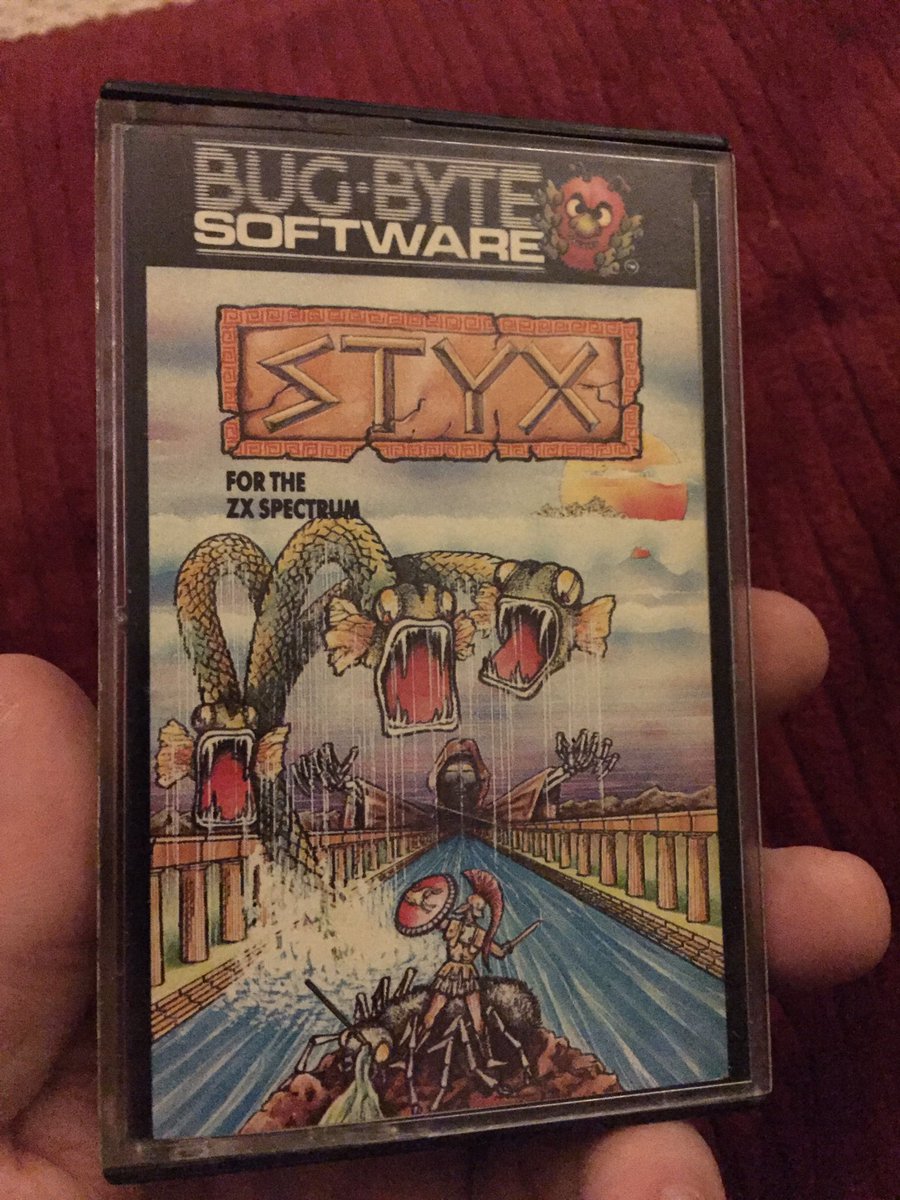 BUG-BYTE
SOFTWARE
STYX
FOR THE
ZX SPECTRUM